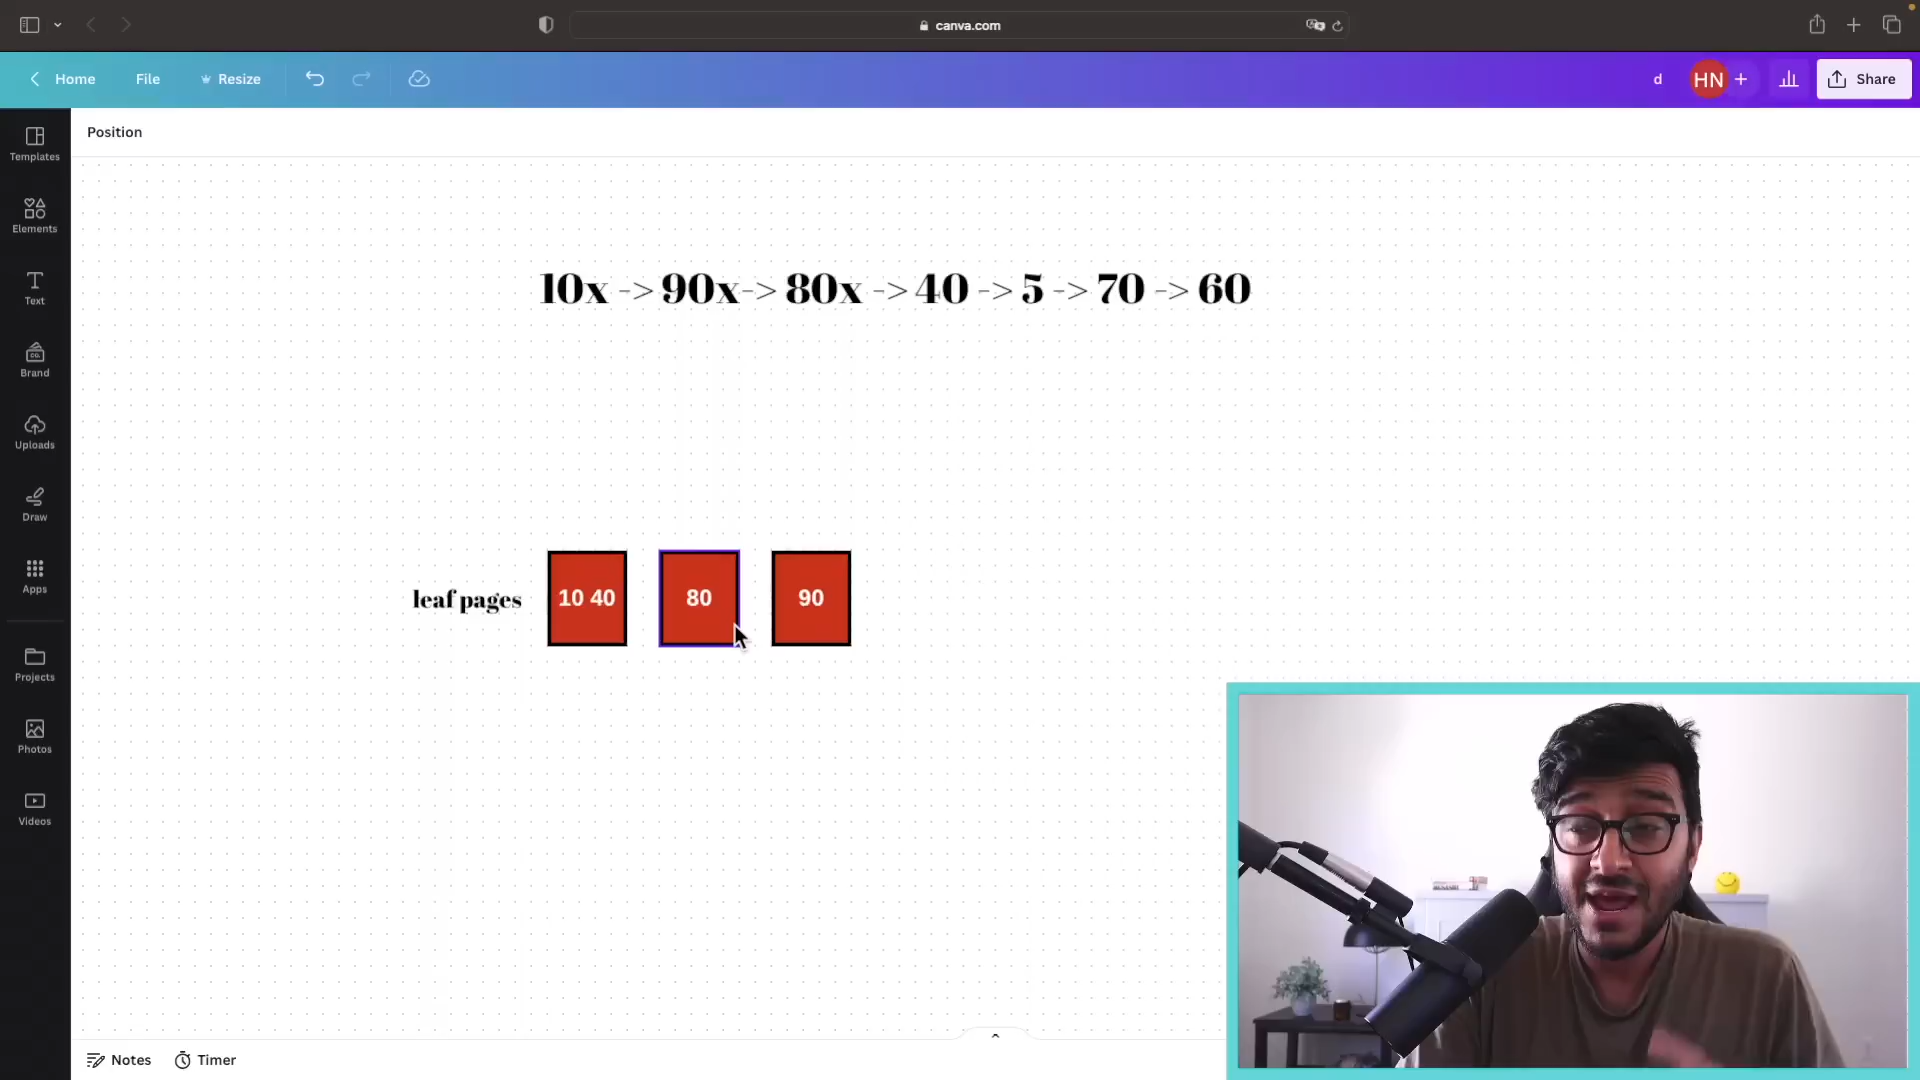 canva.com
Home File Resize d HN + Share
Position
Templates
Elements
Text
Brand
Uploads
Draw
Apps
Projects
Photos
Videos
10x -> 90x-> 80x -> 40 -> 5 -> 70 -> 60
leaf pages 10 40 80 90
Notes Timer